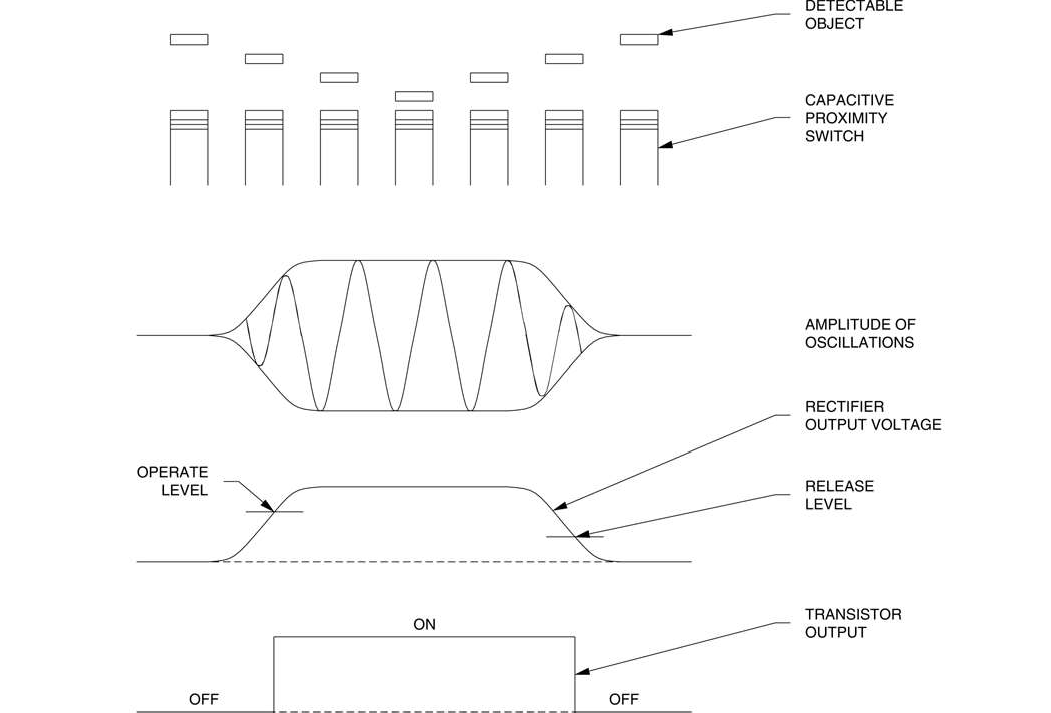 DETECTABLE
OBJECT
CAPACITIVE
PROXIMITY
SWITCH
AMPLITUDE OF
OSCILLATIONS
RECTIFIER
OUTPUT VOLTAGE
OPERATE
LEVEL
RELEASE
LEVEL
TRANSISTOR
OUTPUT
ON
OFF
OFF